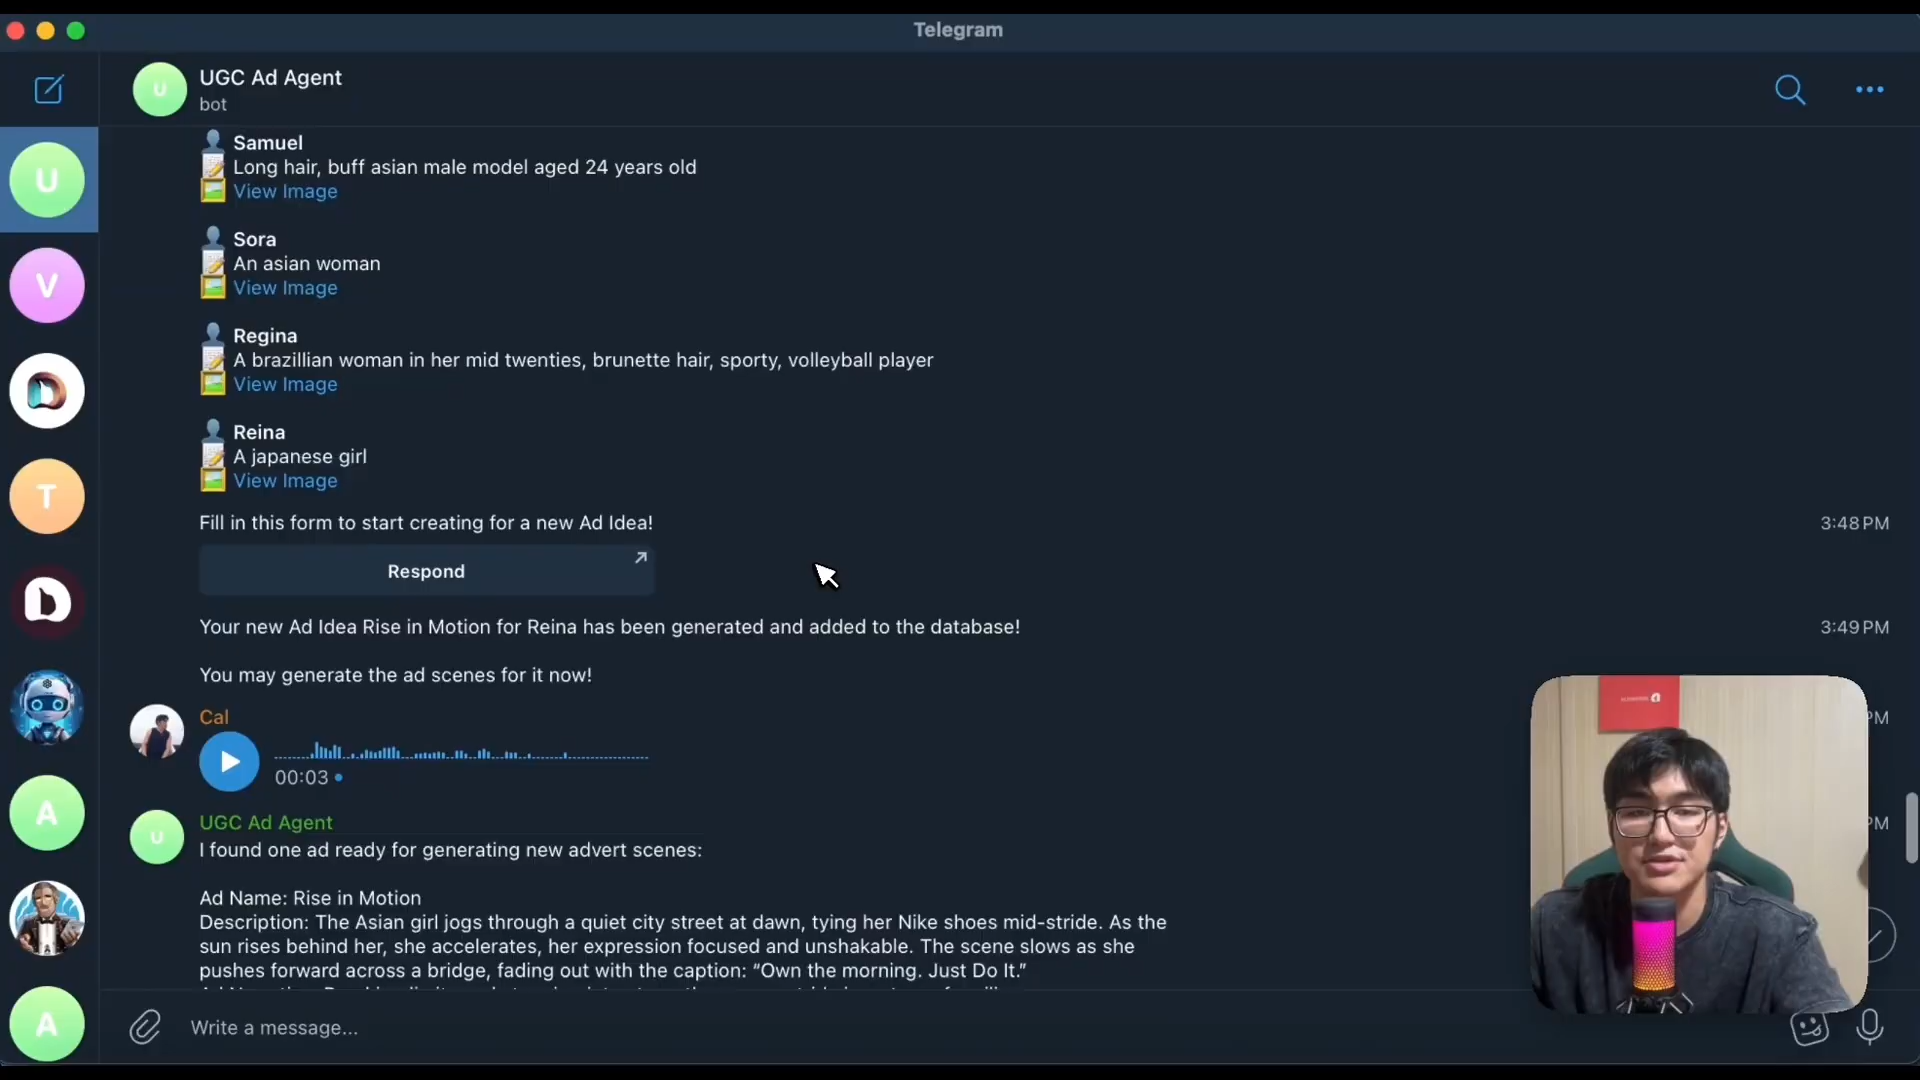 Telegram
UGC Ad Agent
bot
Samuel
Long hair, buff asian male model aged 24 years old
View Image
Sora
An asian woman
View Image
Regina
A brazillian woman in her mid twenties, brunette hair, sporty, volleyball player
View Image
Reina
A japanese girl
View Image
Fill in this form to start creating for a new Ad Idea!
3:48 PM
Respond
Your new Ad Idea Rise in Motion for Reina has been generated and added to the database!
3:49 PM
You may generate the ad scenes for it now!
Cal
PM
00:03
UGC Ad Agent
PM
I found one ad ready for generating new advert scenes:
Ad Name: Rise in Motion
Description: The Asian girl jogs through a quiet city street at dawn, tying her Nike shoes mid-stride. As the
sun rises behind her, she accelerates, her expression focused and unshakable. The scene slows as she
pushes forward across a bridge, fading out with the caption: “Own the morning. Just Do It.”
Write a message...
U
V
T
A
A
U
U